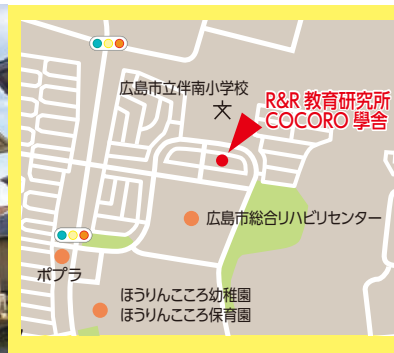 広島市立伴南小学校
文
R&R 教育研究所
COCORO 學舎
広島市総合リハビリセンター
ポプラ
ほうりんこころ幼稚園
ほうりんこころ保育園